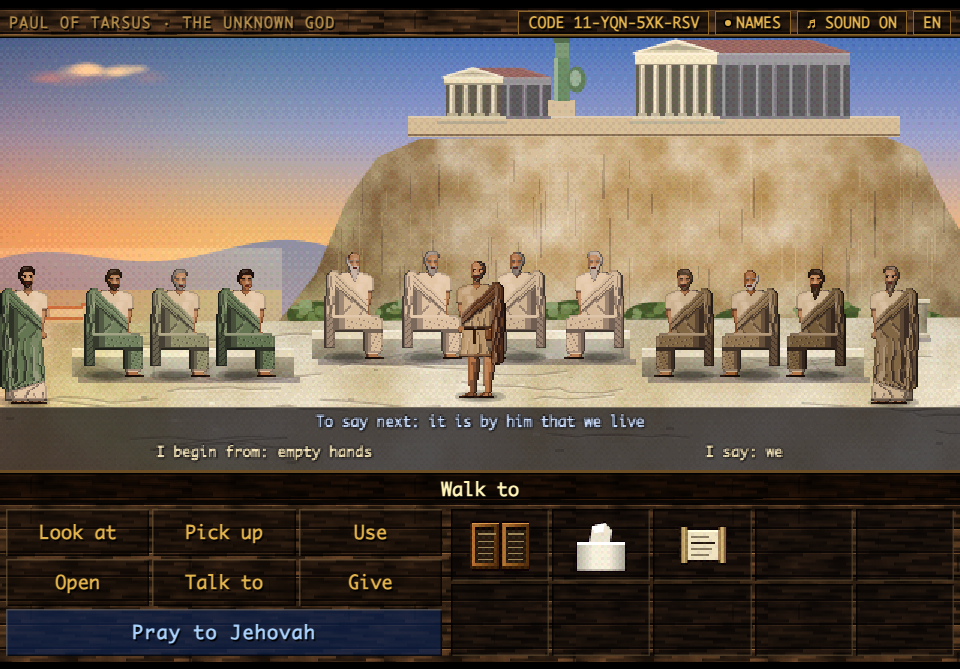 PAUL OF TARSUS · THE UNKNOWN GOD
CODE 11-YQN-5XK-RSV
• NAMES
♬ SOUND ON
EN
To say next: it is by him that we live
I begin from: empty hands
I say: we
Walk to
Look at
Pick up
Use
Open
Talk to
Give
Pray to Jehovah